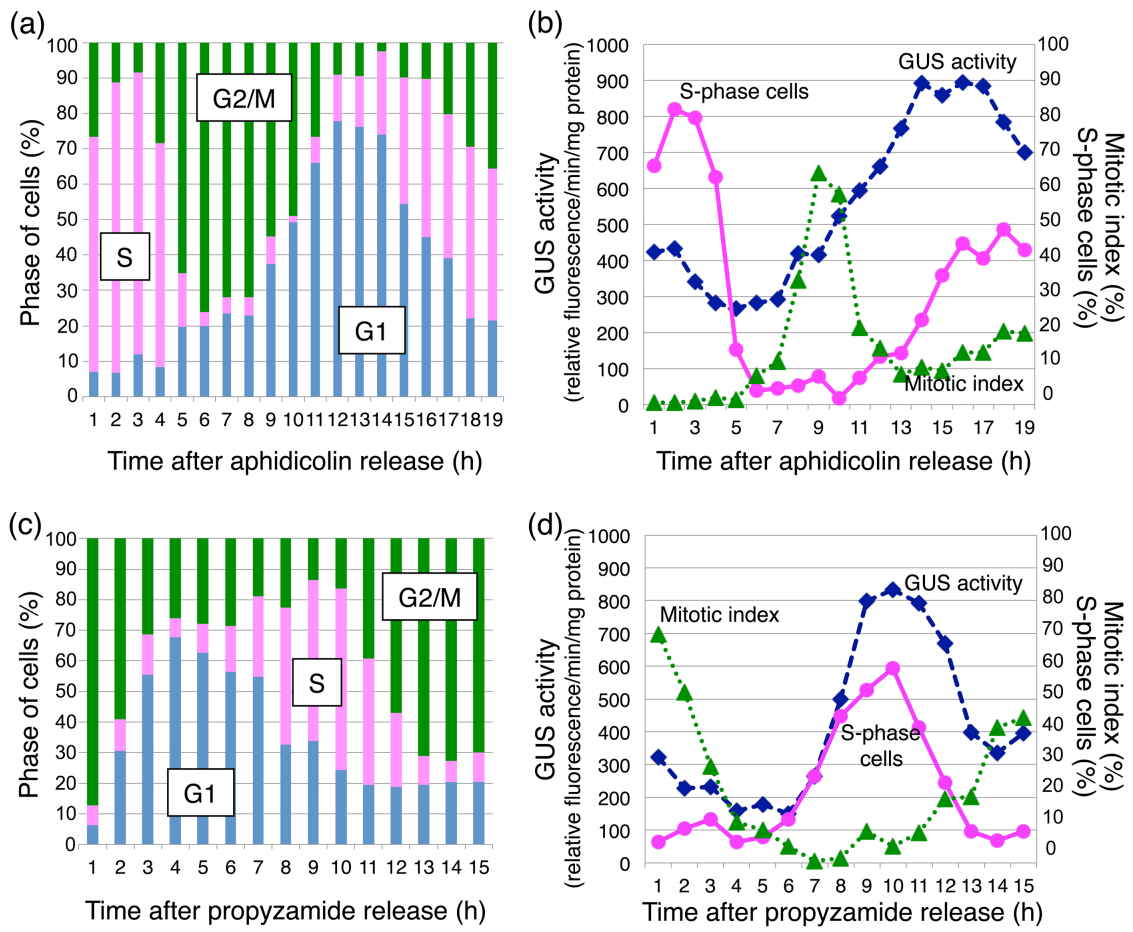 (a)
Phase of cells (%)
100
90
80
70
60
50
40
30
20
10
0
G2/M
S
G1
1 2 3 4 5 6 7 8 9 10 11 12 13 14 15 16 17 18 19
Time after aphidicolin release (h)
(b)
GUS activity
(relative fluorescence/min/mg protein)
1000
900
800
700
600
500
400
300
200
100
0
S-phase cells
GUS activity
Mitotic index
100
90
80
70
60
50
40
30
20
10
0
Mitotic index (%)
S-phase cells (%)
1 3 5 7 9 11 13 15 17 19
Time after aphidicolin release (h)
(c)
Phase of cells (%)
100
90
80
70
60
50
40
30
20
10
0
G2/M
S
G1
1 2 3 4 5 6 7 8 9 10 11 12 13 14 15
Time after propyzamide release (h)
(d)
GUS activity
(relative fluorescence/min/mg protein)
1000
900
800
700
600
500
400
300
200
100
0
Mitotic index
GUS activity
S-phase
cells
100
90
80
70
60
50
40
30
20
10
0
Mitotic index (%)
S-phase cells (%)
1 2 3 4 5 6 7 8 9 10 11 12 13 14 15
Time after propyzamide release (h)